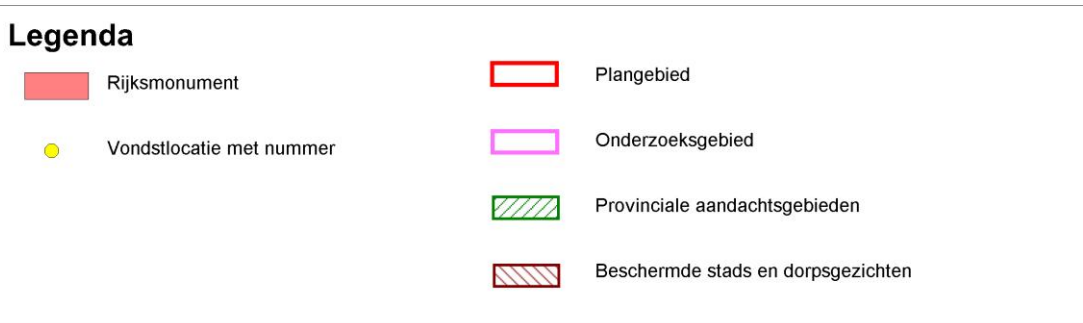 Legenda
Rijksmonument
Vondstlocatie met nummer
Plangebied
Onderzoeksgebied
Provinciale aandachtsgebieden
Beschermde stads en dorpsgezichten